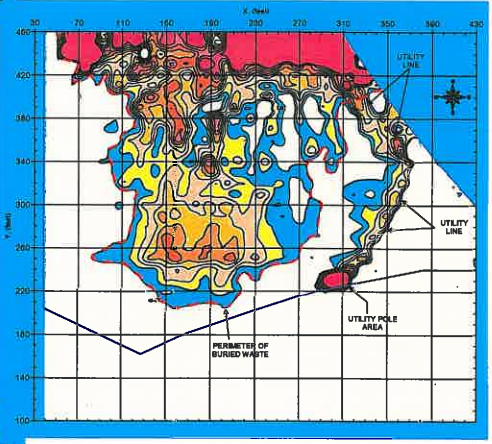 X. (feet)
30 70 110 150 190 230 270 310 350 390 430
460
UTILITY
LINE
420
380
340
300
UTILITY
LINE
Y (feet)
260
220
UTILITY POLE
AREA
180
PERIMETER OF
BURIED WASTE
140
100